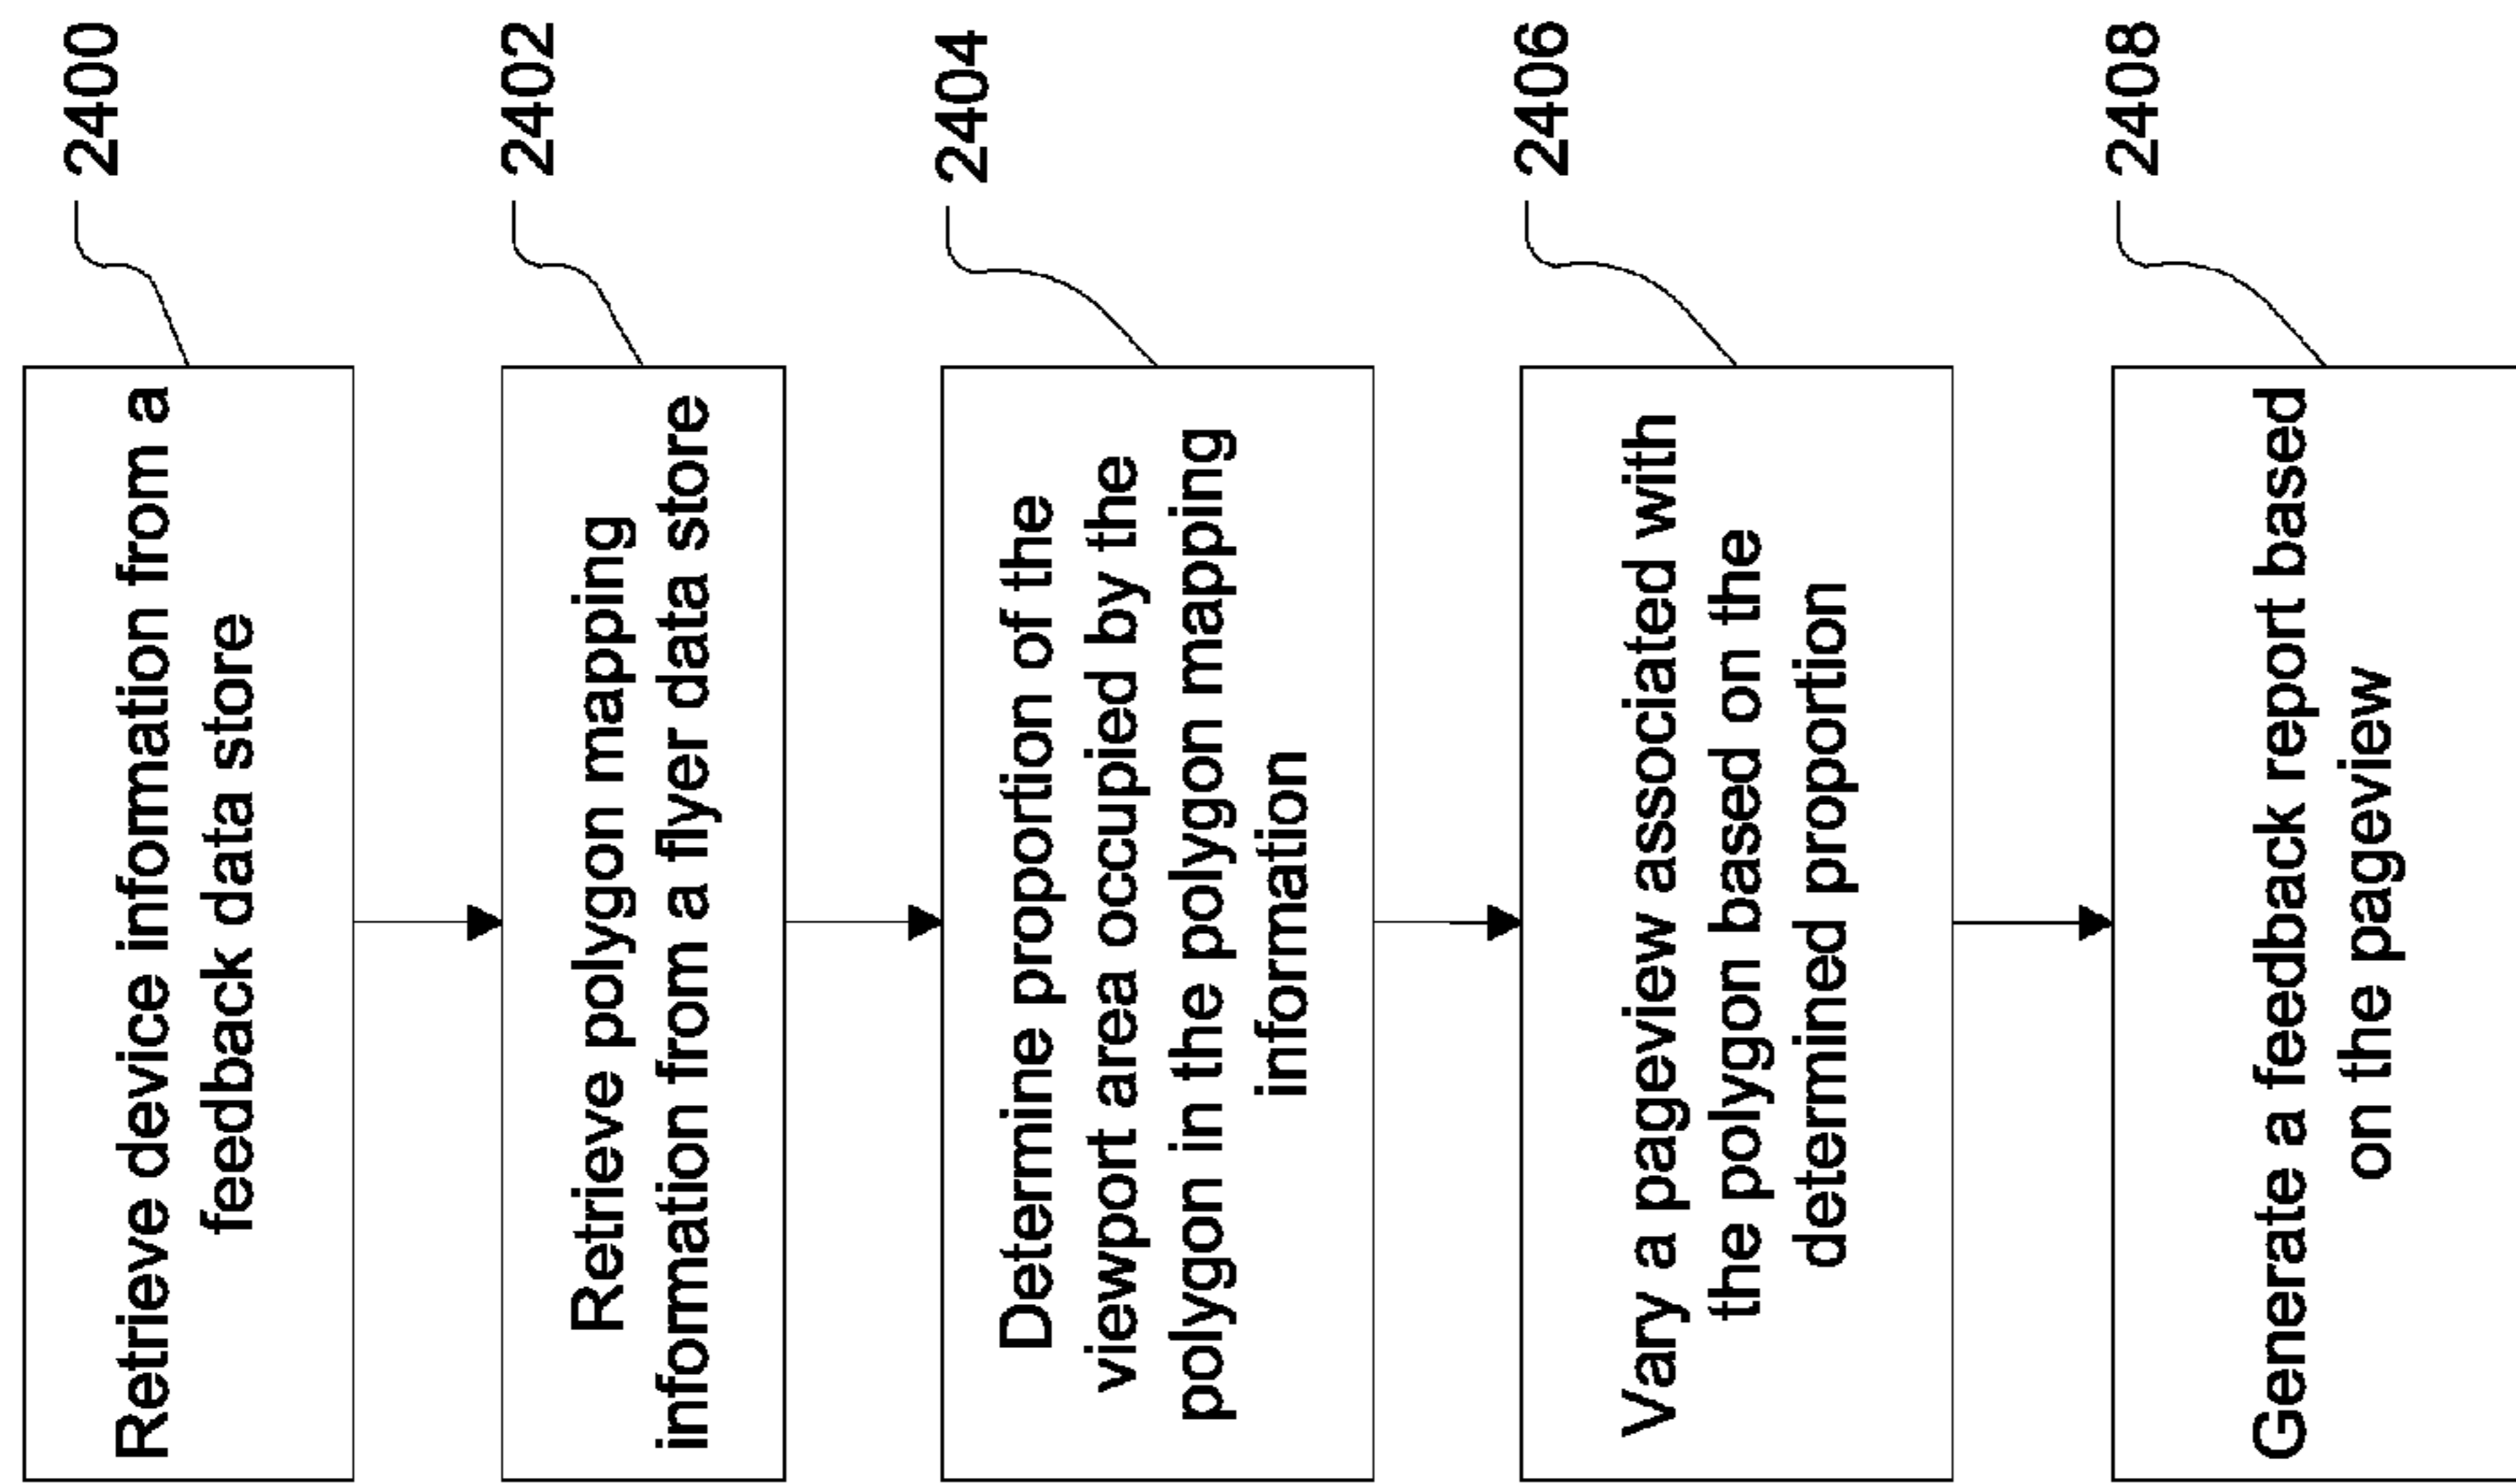 2400
Retrieve device information from a
feedback data store
2402
Retrieve polygon mapping
information from a flyer data store
2404
Determine proportion of the
viewport area occupied by the
polygon in the polygon mapping
information
2406
Vary a pageview associated with
the polygon based on the
determined proportion
2408
Generate a feedback report based
on the pageview